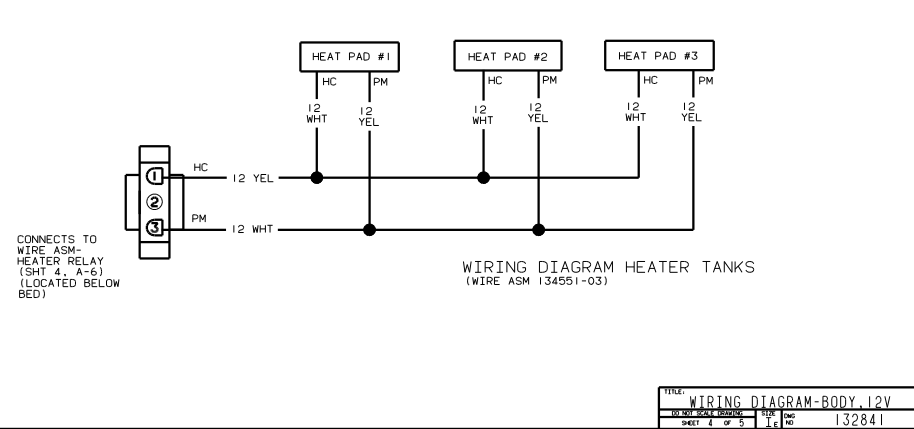 HEAT PAD #1
HEAT PAD #2
HEAT PAD #3
HC PM
HC PM
HC PM
12
WHT
12
YEL
12
WHT
12
YEL
12
WHT
12
YEL
HC
1
12 YEL
2
PM
3
12 WHT
CONNECTS TO
WIRE ASM-
HEATER RELAY
(SHT 4, A-6)
(LOCATED BELOW
BED)
WIRING DIAGRAM HEATER TANKS
(WIRE ASM 134551-03)
TITLE:
WIRING DIAGRAM-BODY, 12V
DO NOT SCALE DRAWING
SHEET 4 OF 5
SIZE
IE
DWG
NO
132841